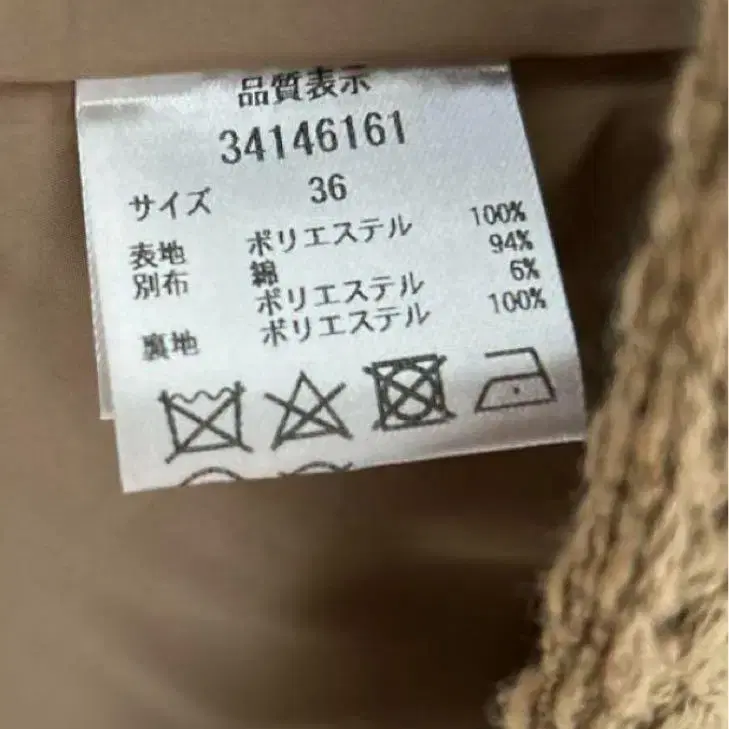 品質表示
34146161
サイズ 36
表地 ポリエステル 100%
別布 綿 94%
ポリエステル 6%
裏地 ポリエステル 100%